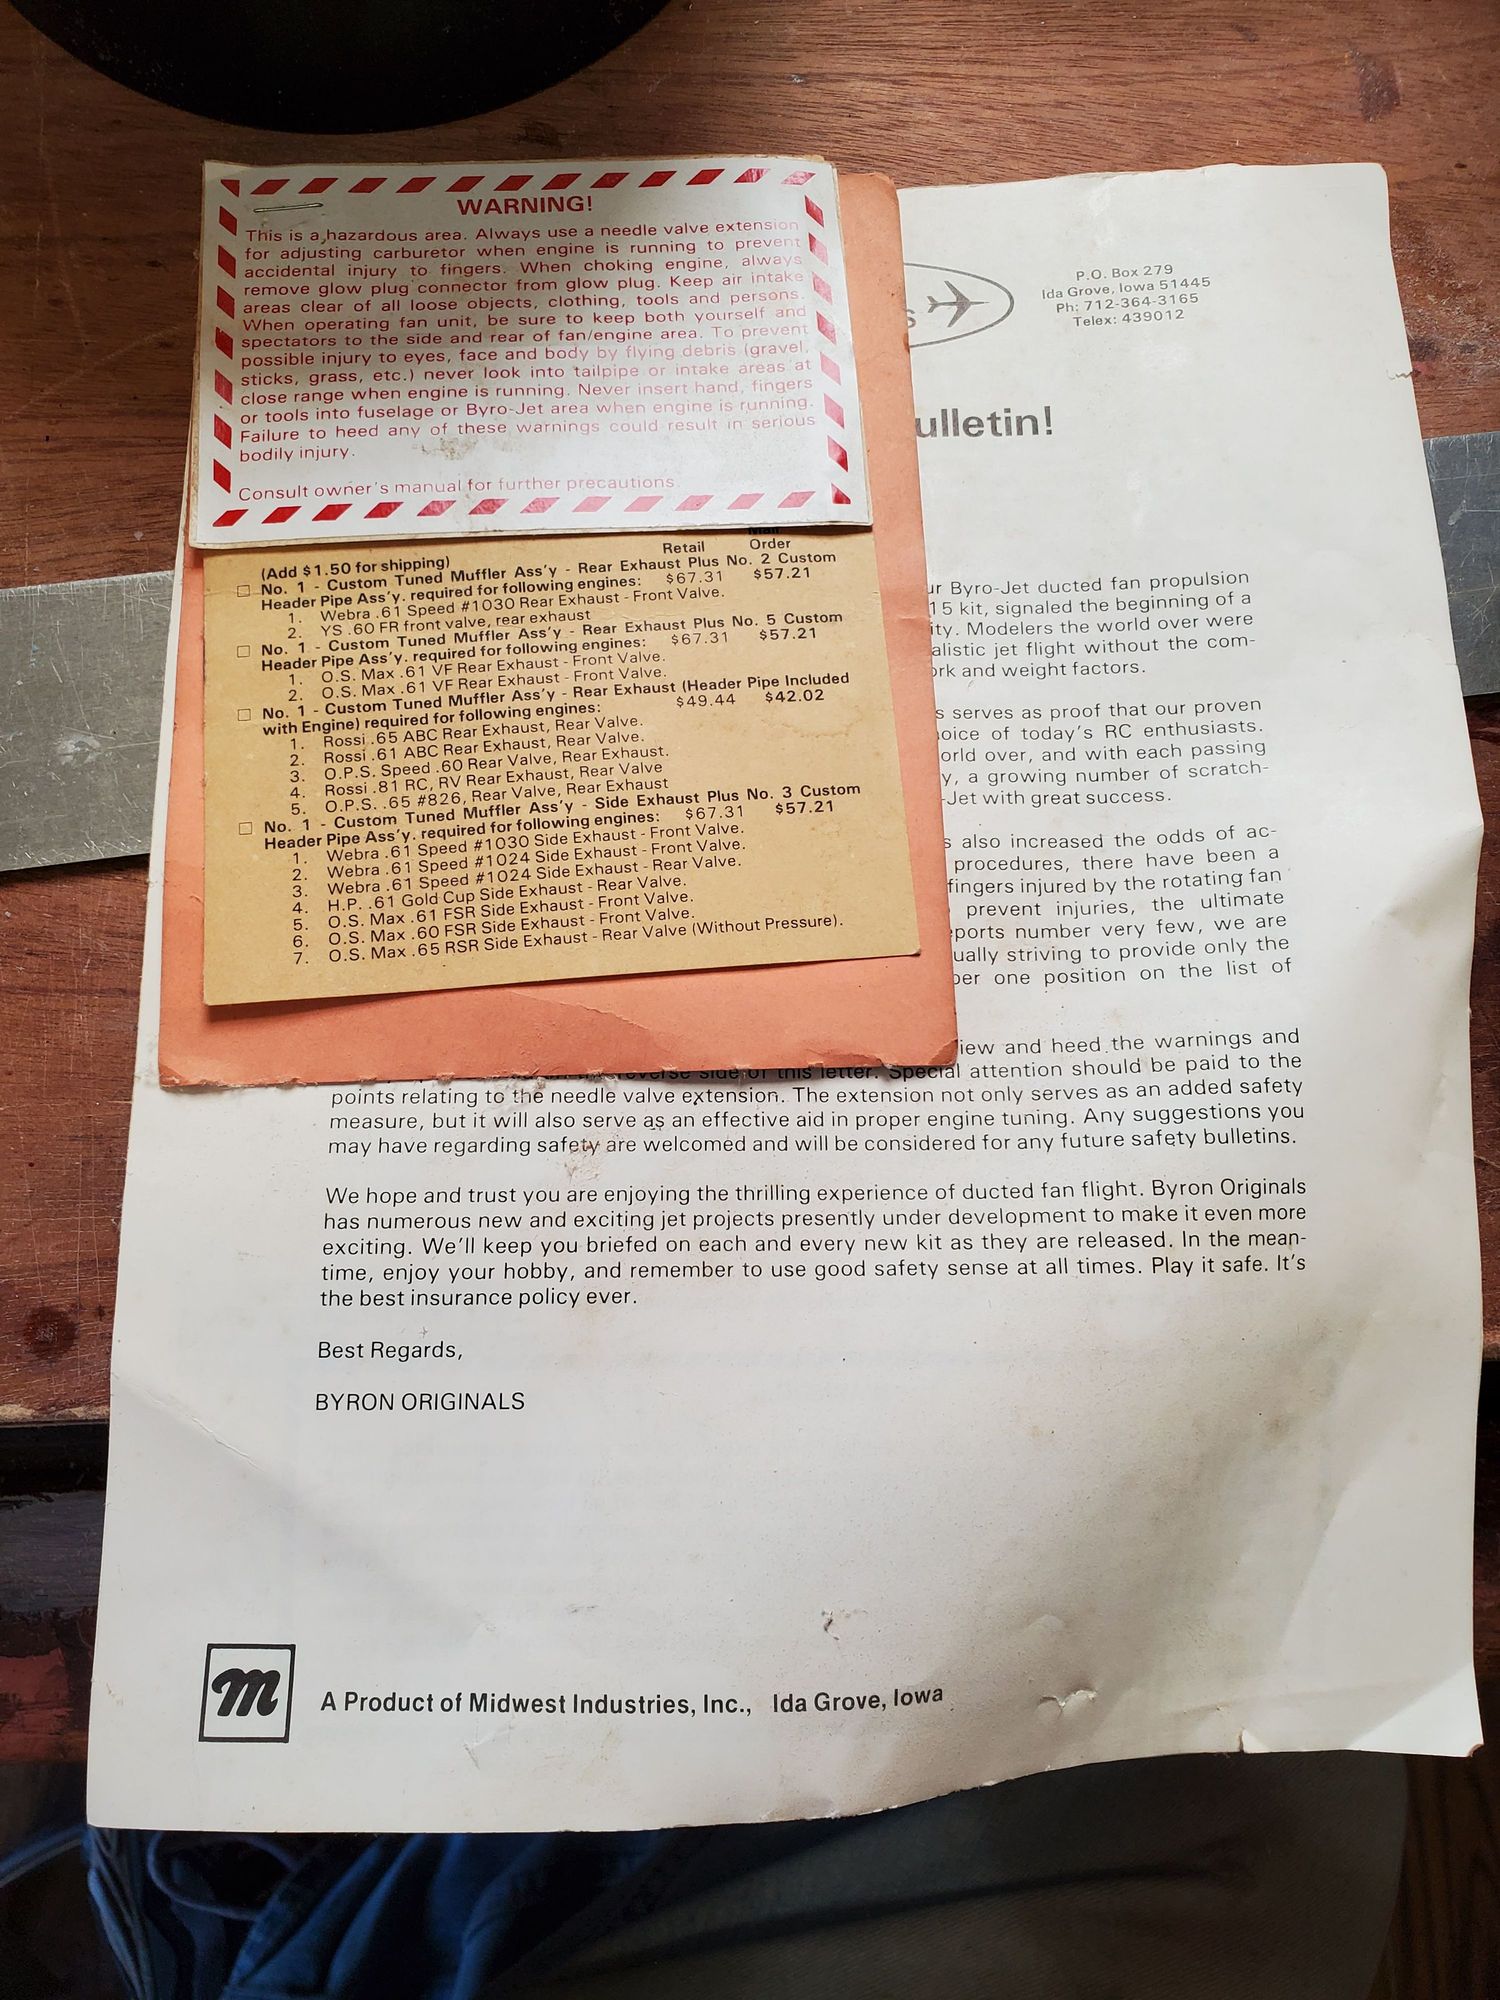 WARNING!
This is a hazardous area. Always use a needle valve extension
for adjusting carburetor when engine is running to prevent
accidental injury to fingers. When choking engine, always
remove glow plug connector from glow plug. Keep air intake
areas clear of all loose objects, clothing, tools and persons.
When operating fan unit, be sure to keep both yourself and
spectators to the side and rear of fan/engine area. To prevent
possible injury to eyes, face and body by flying debris (gravel,
sticks, grass, etc.) never look into tailpipe or intake areas at
close range when engine is running. Never insert hand, fingers
or tools into fuselage or Byro-Jet area when engine is running.
Failure to heed any of these warnings could result in serious
bodily injury.
Consult owner's manual for further precautions.
Retail Mail Order
(Add $1.50 for shipping)
No. 1 - Custom Tuned Muffler Ass'y - Rear Exhaust Plus No. 2 Custom
Header Pipe Ass'y. required for following engines: $67.31 $57.21
1. Webra .61 Speed #1030 Rear Exhaust - Front Valve.
2. YS .60 FR front valve, rear exhaust
No. 1 - Custom Tuned Muffler Ass'y - Rear Exhaust Plus No. 5 Custom
Header Pipe Ass'y. required for following engines: $67.31 $57.21
1. O.S. Max .61 VF Rear Exhaust - Front Valve.
2. O.S. Max .61 VF Rear Exhaust - Front Valve.
No. 1 - Custom Tuned Muffler Ass'y - Rear Exhaust (Header Pipe Included
with Engine) required for following engines: $49.44 $42.02
1. Rossi .65 ABC Rear Exhaust, Rear Valve.
2. Rossi .61 ABC Rear Exhaust, Rear Valve.
3. O.P.S. Speed .60 Rear Valve, Rear Exhaust.
4. Rossi .81 RC, RV Rear Exhaust, Rear Valve
5. O.P.S. .65 #826, Rear Valve, Rear Exhaust
No. 1 - Custom Tuned Muffler Ass'y - Side Exhaust Plus No. 3 Custom
Header Pipe Ass'y. required for following engines: $67.31 $57.21
1. Webra .61 Speed #1030 Side Exhaust - Front Valve.
2. Webra .61 Speed #1024 Side Exhaust - Front Valve.
3. Webra .61 Speed #1024 Side Exhaust - Rear Valve.
4. H.P. .61 Gold Cup Side Exhaust - Rear Valve.
5. O.S. Max .61 FSR Side Exhaust - Front Valve.
6. O.S. Max .60 FSR Side Exhaust - Front Valve.
7. O.S. Max .65 RSR Side Exhaust - Rear Valve (Without Pressure).
S
P.O. Box 279
Ida Grove, Iowa 51445
Ph: 712-364-3165
Telex: 439012
ulletin!
ur Byro-Jet ducted fan propulsion
15 kit, signaled the beginning of a
ity. Modelers the world over were
alistic jet flight without the com-
ork and weight factors.
s serves as proof that our proven
oice of today's RC enthusiasts.
orld over, and with each passing
y, a growing number of scratch-
-Jet with great success.
s also increased the odds of ac-
procedures, there have been a
fingers injured by the rotating fan
prevent injuries, the ultimate
eports number very few, we are
ually striving to provide only the
ber one position on the list of
iew and heed the warnings and
reverse side of this letter. Special attention should be paid to the
points relating to the needle valve extension. The extension not only serves as an added safety
measure, but it will also serve as an effective aid in proper engine tuning. Any suggestions you
may have regarding safety are welcomed and will be considered for any future safety bulletins.
We hope and trust you are enjoying the thrilling experience of ducted fan flight. Byron Originals
has numerous new and exciting jet projects presently under development to make it even more
exciting. We'll keep you briefed on each and every new kit as they are released. In the mean-
time, enjoy your hobby, and remember to use good safety sense at all times. Play it safe. It's
the best insurance policy ever.
Best Regards,
BYRON ORIGINALS
m
A Product of Midwest Industries, Inc., Ida Grove, Iowa